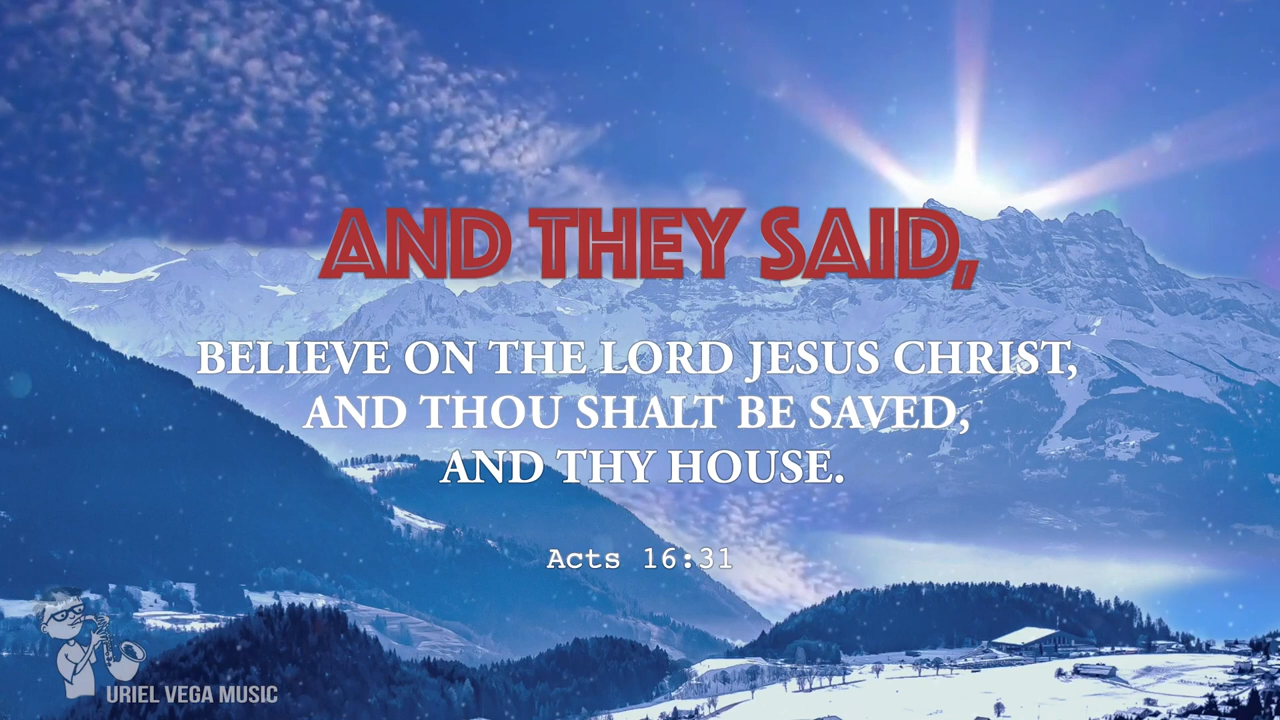 AND THEY SAID,
BELIEVE ON THE LORD JESUS CHRIST,
AND THOU SHALT BE SAVED,
AND THY HOUSE.
Acts 16:31
URIEL VEGA MUSIC